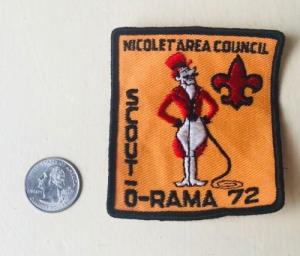 NICOLET AREA COUNCIL
SCOUT-
O-RAMA 72